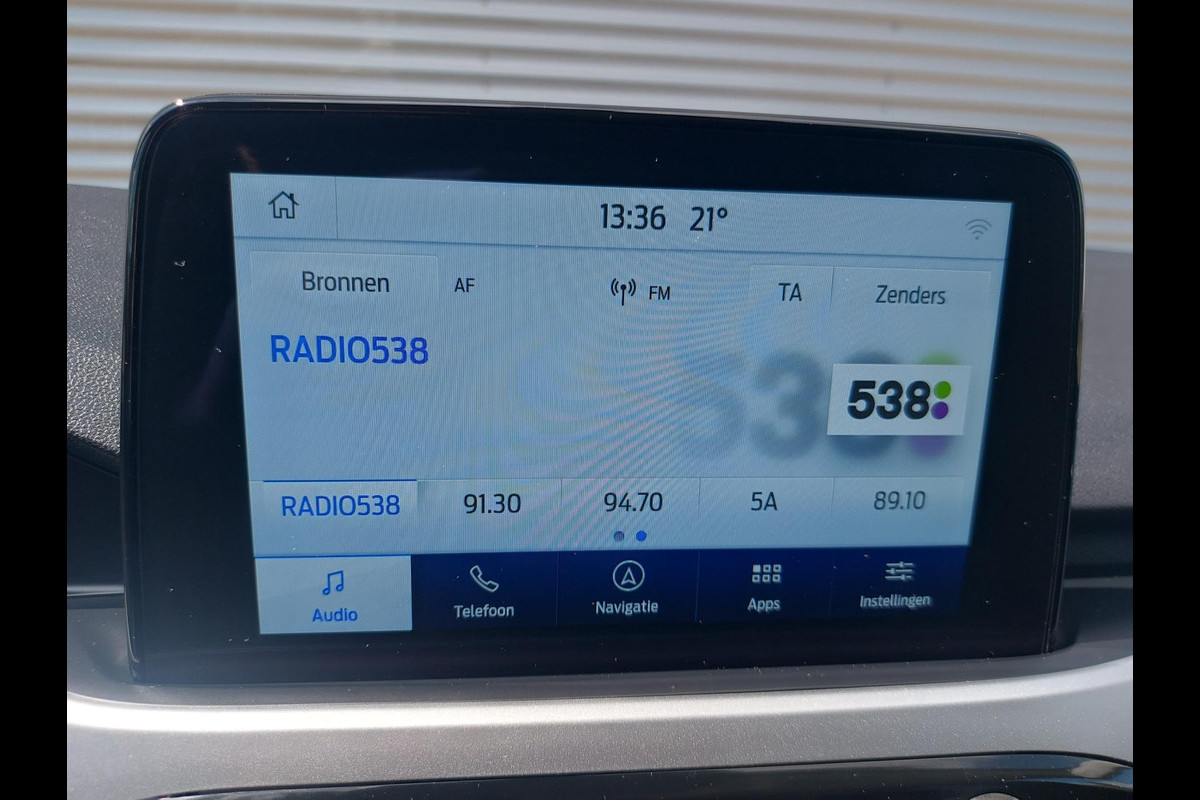 13:36 21°
Bronnen AF FM TA Zenders
RADIO538
538
RADIO538 91.30 94.70 5A 89.10
Audio Telefoon Navigatie Apps Instellingen